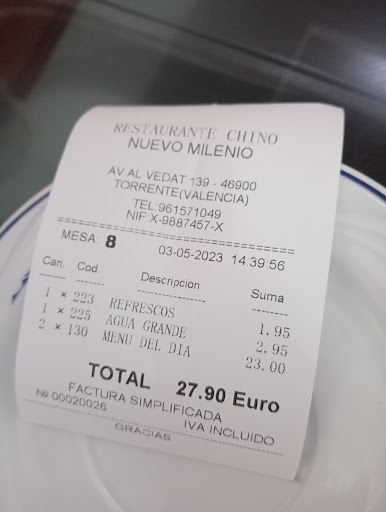 RESTAURANTE CHINO
NUEVO MILENIO
AV AL VEDAT 139 - 46900
TORRENTE(VALENCIA)
TEL:961571049
NIF:X-9887457-X
MESA: 8 03-05-2023 14:39:56
Can. Cod. Descripcion Suma
1 × 223 REFRESCOS 1.95
1 × 225 AGUA GRANDE 2.95
2 × 130 MENU DEL DIA 23.00
TOTAL 27.90 Euro
FACTURA SIMPLIFICADA
№ 00020026 IVA INCLUIDO
GRACIAS